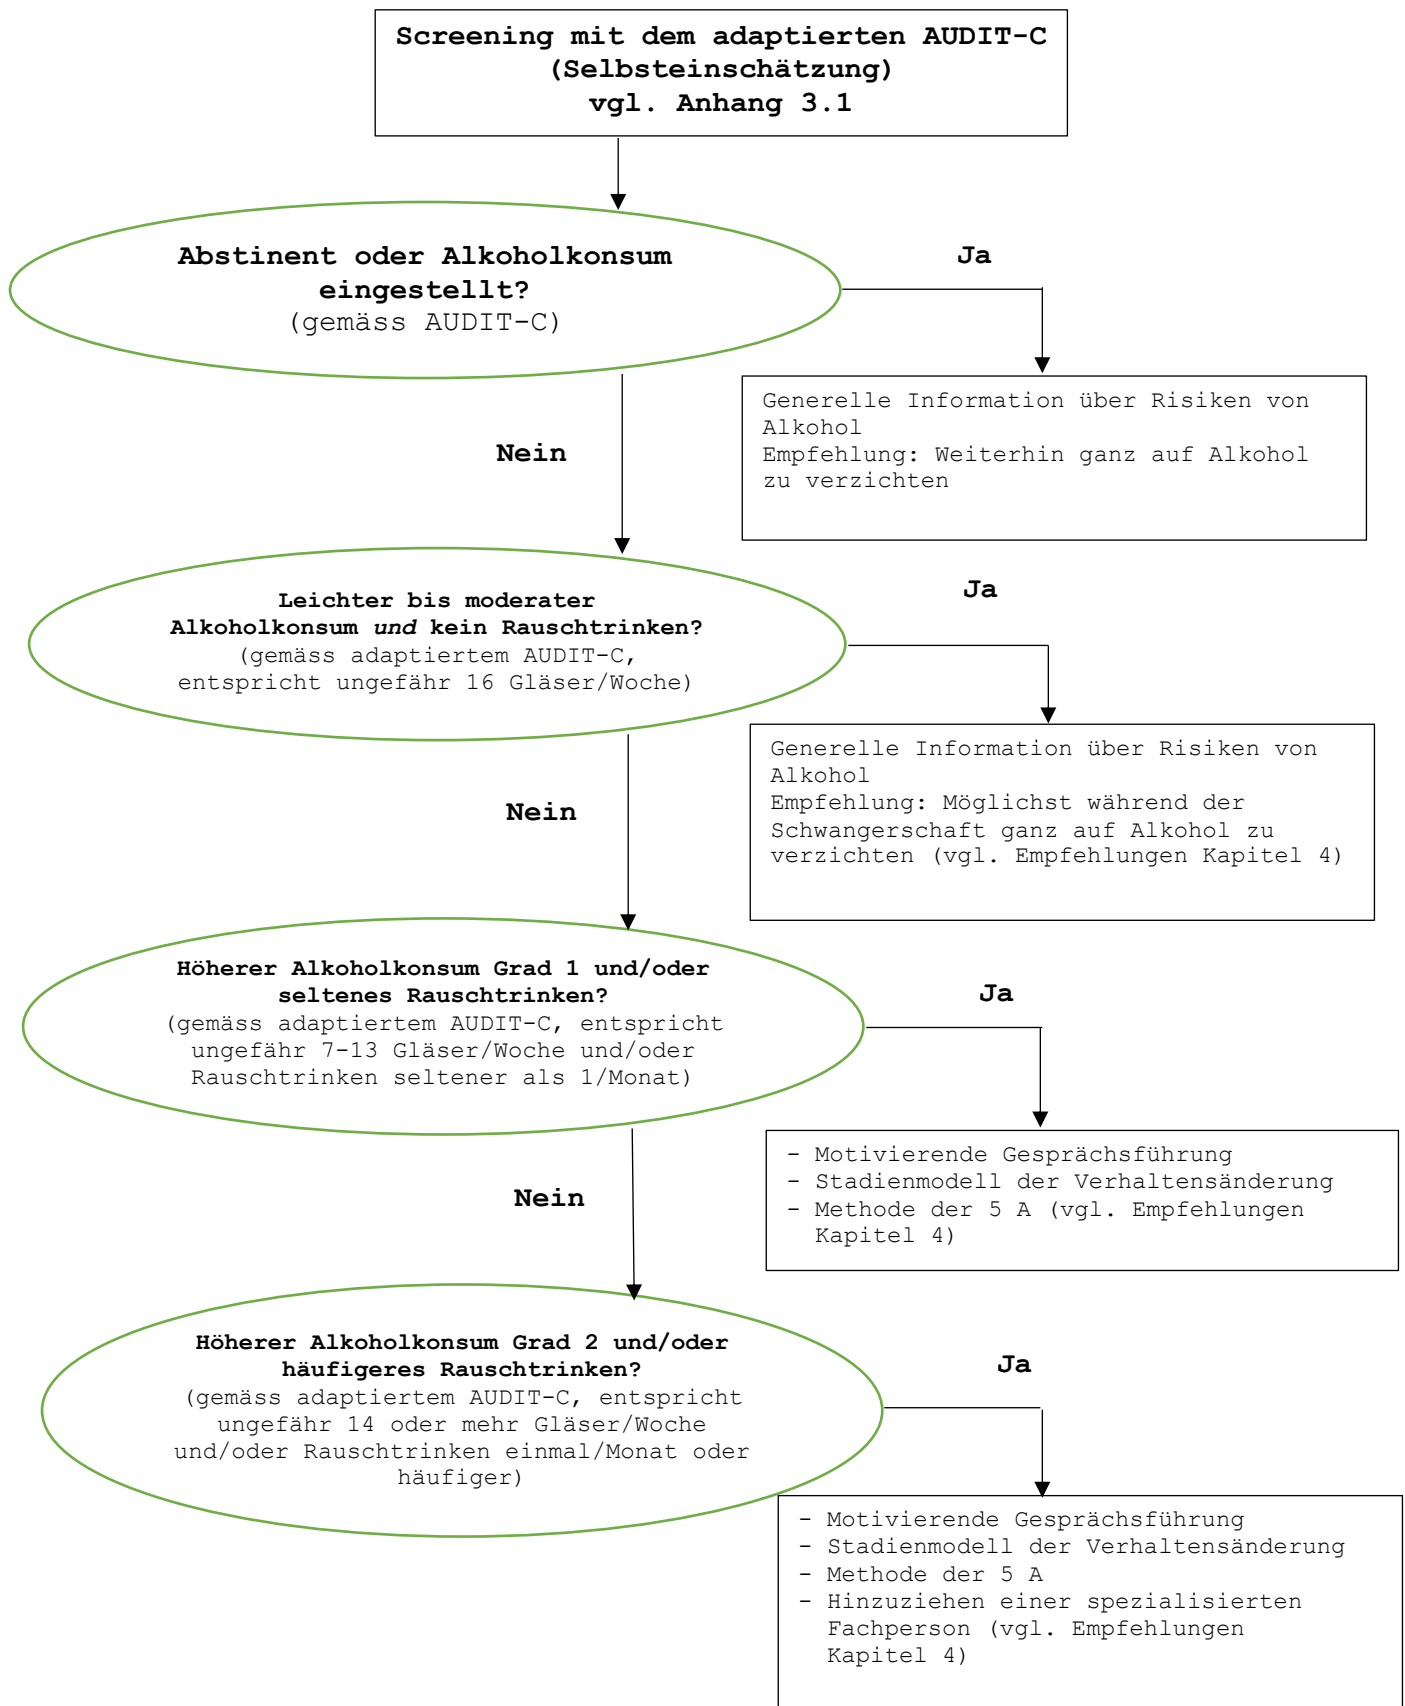 Screening mit dem adaptierten AUDIT-C
(Selbsteinschätzung)
vgl. Anhang 3.1
Abstinent oder Alkoholkonsum
eingestellt?
(gemäss AUDIT-C)
Ja
Generelle Information über Risiken von
Alkohol
Empfehlung: Weiterhin ganz auf Alkohol
zu verzichten
Nein
Leichter bis moderater
Alkoholkonsum und kein Rauschtrinken?
(gemäss adaptiertem AUDIT-C,
entspricht ungefähr 16 Gläser/Woche)
Ja
Generelle Information über Risiken von
Alkohol
Empfehlung: Möglichst während der
Schwangerschaft ganz auf Alkohol zu
verzichten (vgl. Empfehlungen Kapitel 4)
Nein
Höherer Alkoholkonsum Grad 1 und/oder
seltenes Rauschtrinken?
(gemäss adaptiertem AUDIT-C, entspricht
ungefähr 7-13 Gläser/Woche und/oder
Rauschtrinken seltener als 1/Monat)
Ja
- Motivierende Gesprächsführung
- Stadienmodell der Verhaltensänderung
- Methode der 5 A (vgl. Empfehlungen
Kapitel 4)
Nein
Höherer Alkoholkonsum Grad 2 und/oder
häufigeres Rauschtrinken?
(gemäss adaptiertem AUDIT-C, entspricht
ungefähr 14 oder mehr Gläser/Woche
und/oder Rauschtrinken einmal/Monat oder
häufiger)
Ja
- Motivierende Gesprächsführung
- Stadienmodell der Verhaltensänderung
- Methode der 5 A
- Hinzuziehen einer spezialisierten
Fachperson (vgl. Empfehlungen
Kapitel 4)